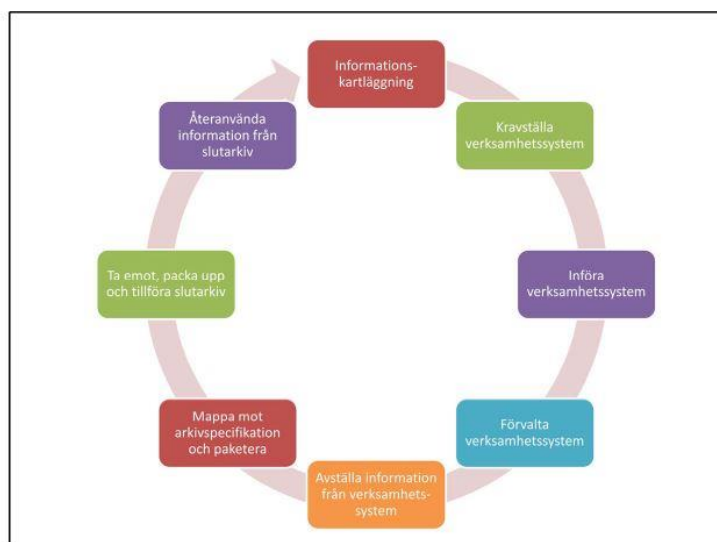 Informations-
kartläggning
Kravställa
verksamhetssystem
Införa
verksamhetssystem
Förvalta
verksamhetssystem
Avställa information
från verksamhets-
system
Mappa mot
arkivspecifikation
och paketera
Ta emot, packa upp
och tillföra slutarkiv
Återanvända
information från
slutarkiv